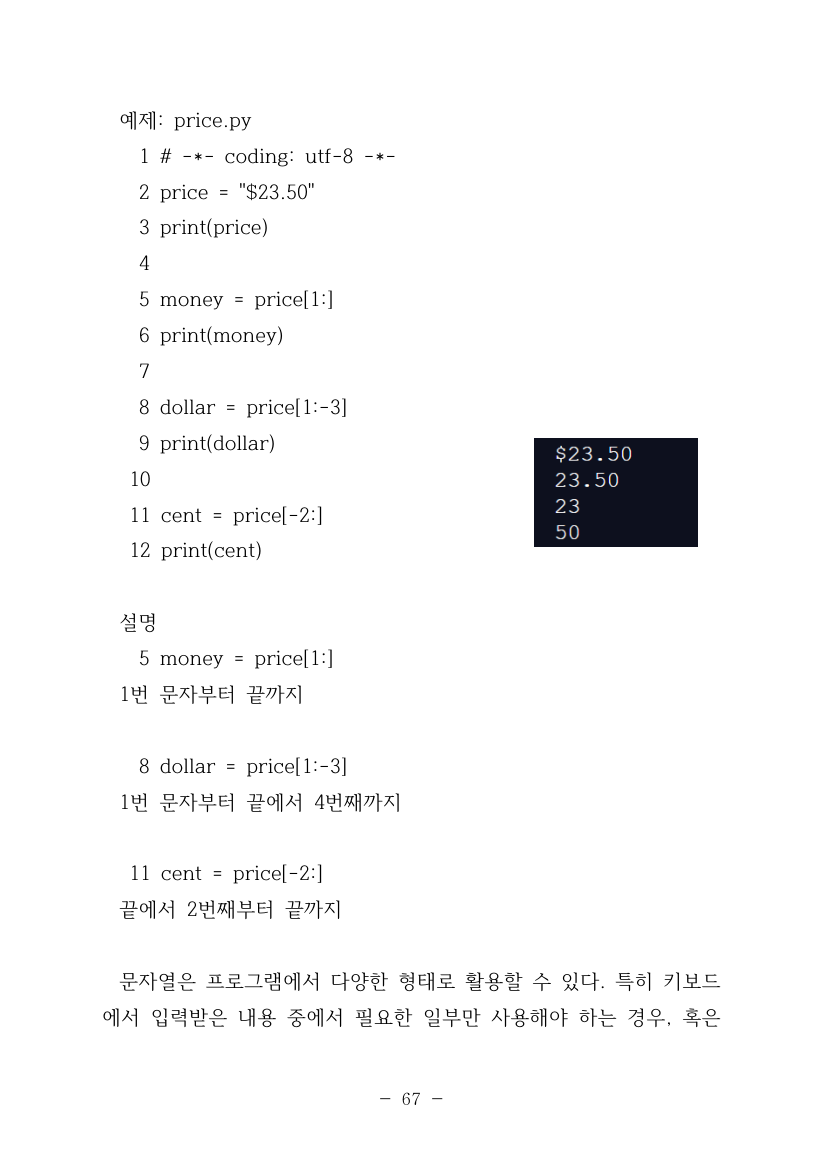 예제: price.py
1 # -*- coding: utf-8 -*-
2 price = "$23.50"
3 print(price)
4
5 money = price[1:]
6 print(money)
7
8 dollar = price[1:-3]
9 print(dollar)
10
11 cent = price[-2:]
12 print(cent)
$23.50
23.50
23
50
설명
5 money = price[1:]
1번 문자부터 끝까지
8 dollar = price[1:-3]
1번 문자부터 끝에서 4번째까지
11 cent = price[-2:]
끝에서 2번째부터 끝까지
문자열은 프로그램에서 다양한 형태로 활용할 수 있다. 특히 키보드
에서 입력받은 내용 중에서 필요한 일부만 사용해야 하는 경우, 혹은
- 67 -